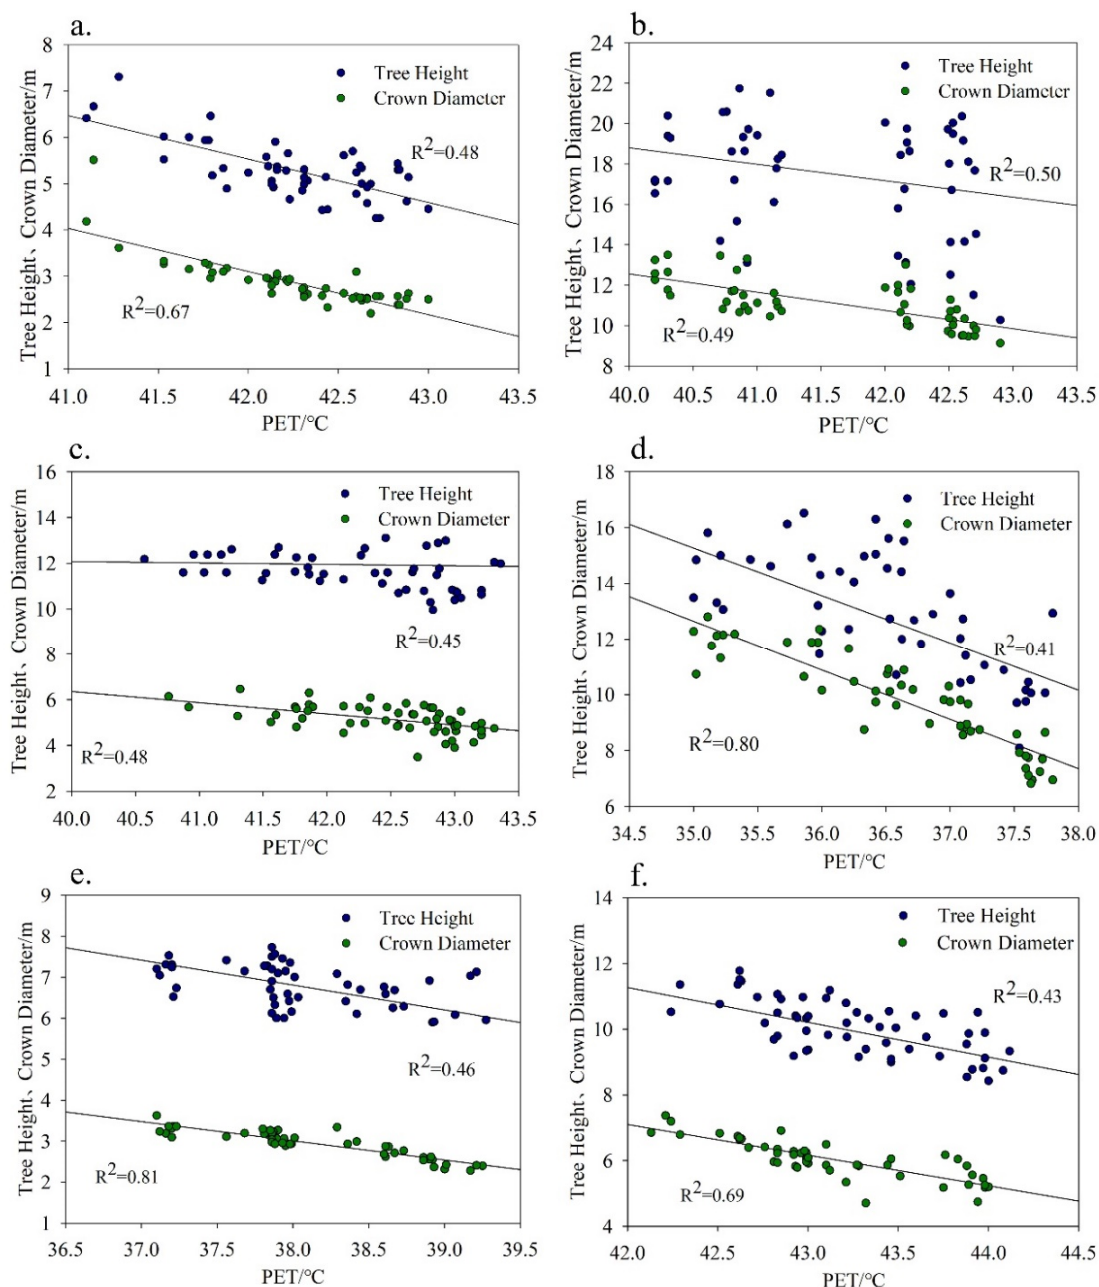 a.
Tree Height、Crown Diameter/m
8
7
6
5
4
3
2
1
Tree Height
Crown Diameter
R²=0.48
R²=0.67
41.0 41.5 42.0 42.5 43.0 43.5
PET/°C
b.
Tree Height、Crown Diameter/m
24
22
20
18
16
14
12
10
8
Tree Height
Crown Diameter
R²=0.50
R²=0.49
40.0 40.5 41.0 41.5 42.0 42.5 43.0 43.5
PET/°C
c.
Tree Height、Crown Diameter/m
16
14
12
10
8
6
4
2
Tree Height
Crown Diameter
R²=0.45
R²=0.48
40.0 40.5 41.0 41.5 42.0 42.5 43.0 43.5
PET/°C
d.
Tree Height、Crown Diameter/m
18
16
14
12
10
8
6
Tree Height
Crown Diameter
R²=0.41
R²=0.80
34.5 35.0 35.5 36.0 36.5 37.0 37.5 38.0
PET/°C
e.
Tree Height、Crown Diameter/m
9
8
7
6
5
4
3
2
1
Tree Height
Crown Diameter
R²=0.46
R²=0.81
36.5 37.0 37.5 38.0 38.5 39.0 39.5
PET/°C
f.
Tree Height、Crown Diameter/m
14
12
10
8
6
4
Tree Height
Crown Diameter
R²=0.43
R²=0.69
42.0 42.5 43.0 43.5 44.0 44.5
PET/°C